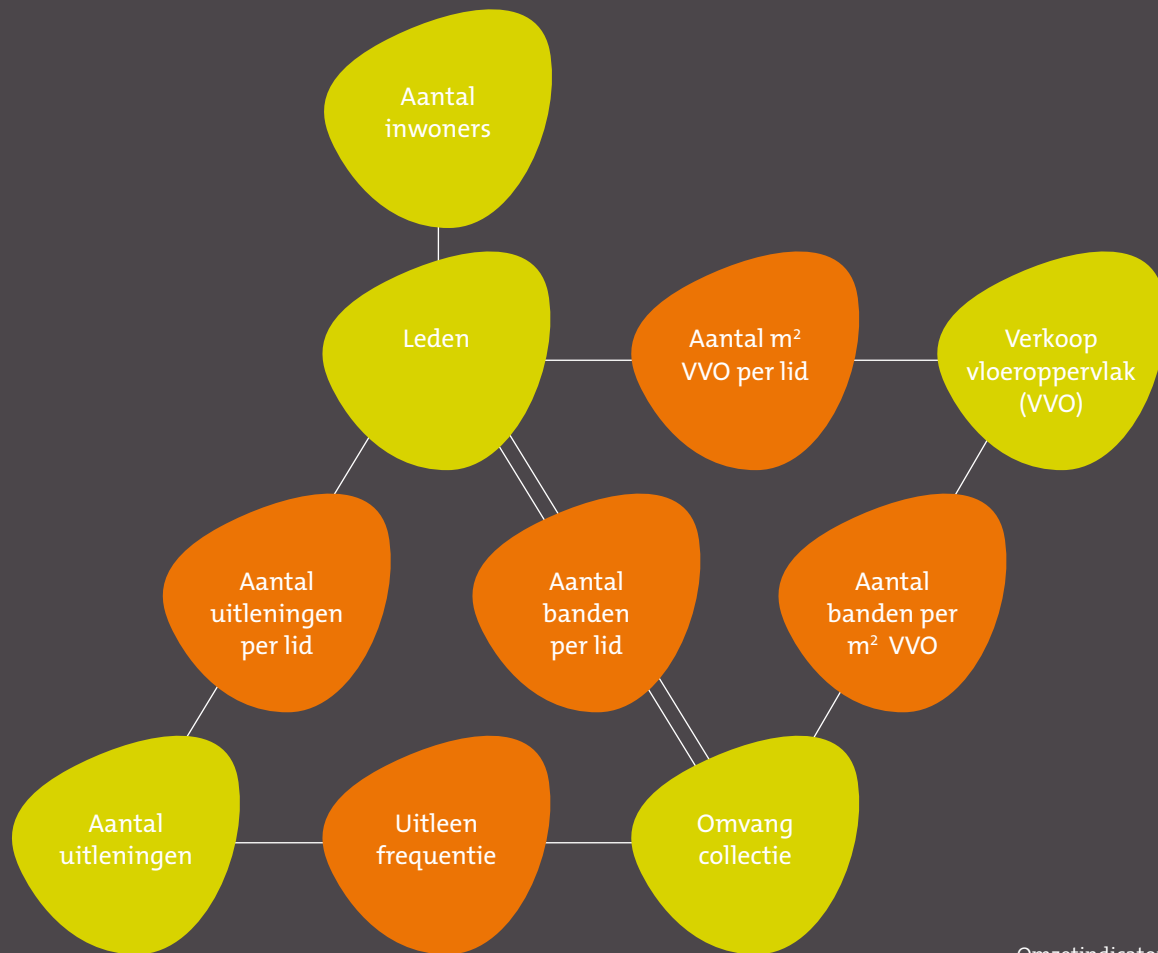 Aantal
inwoners
Leden
Aantal m²
VVO per lid
Verkoop
vloeroppervlak
(VVO)
Aantal
uitleningen
per lid
Aantal
banden
per lid
Aantal
banden per
m² VVO
Aantal
uitleningen
Uitleen
frequentie
Omvang
collectie